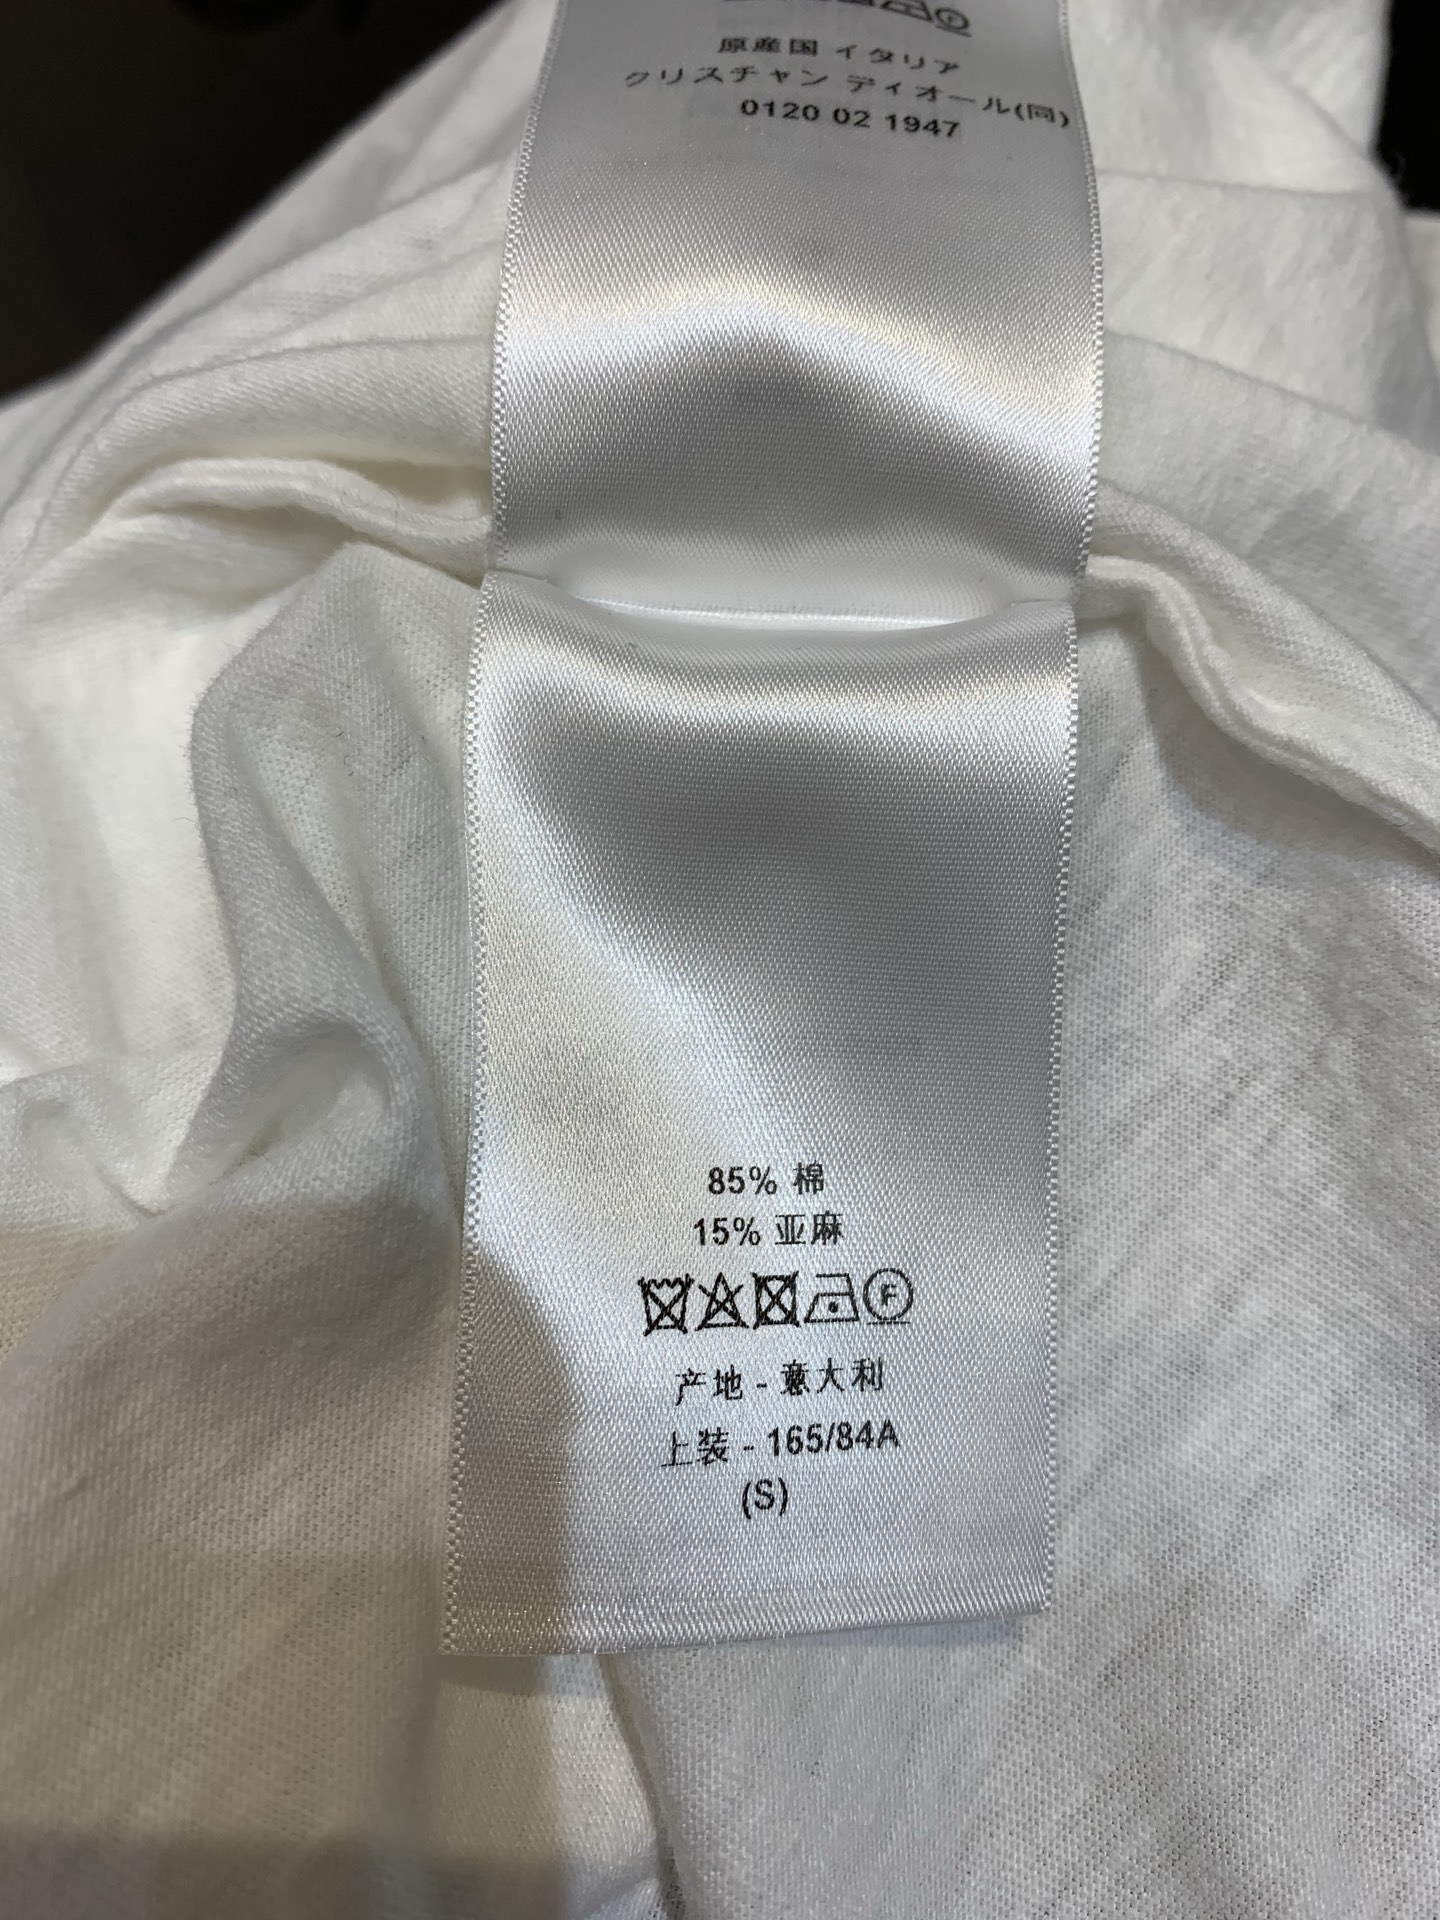 原産国 イタリア
クリスチャン ディオール(同)
0120 02 1947
85% 棉
15% 亚麻
F
产地 - 意大利
上装 - 165/84A
(S)